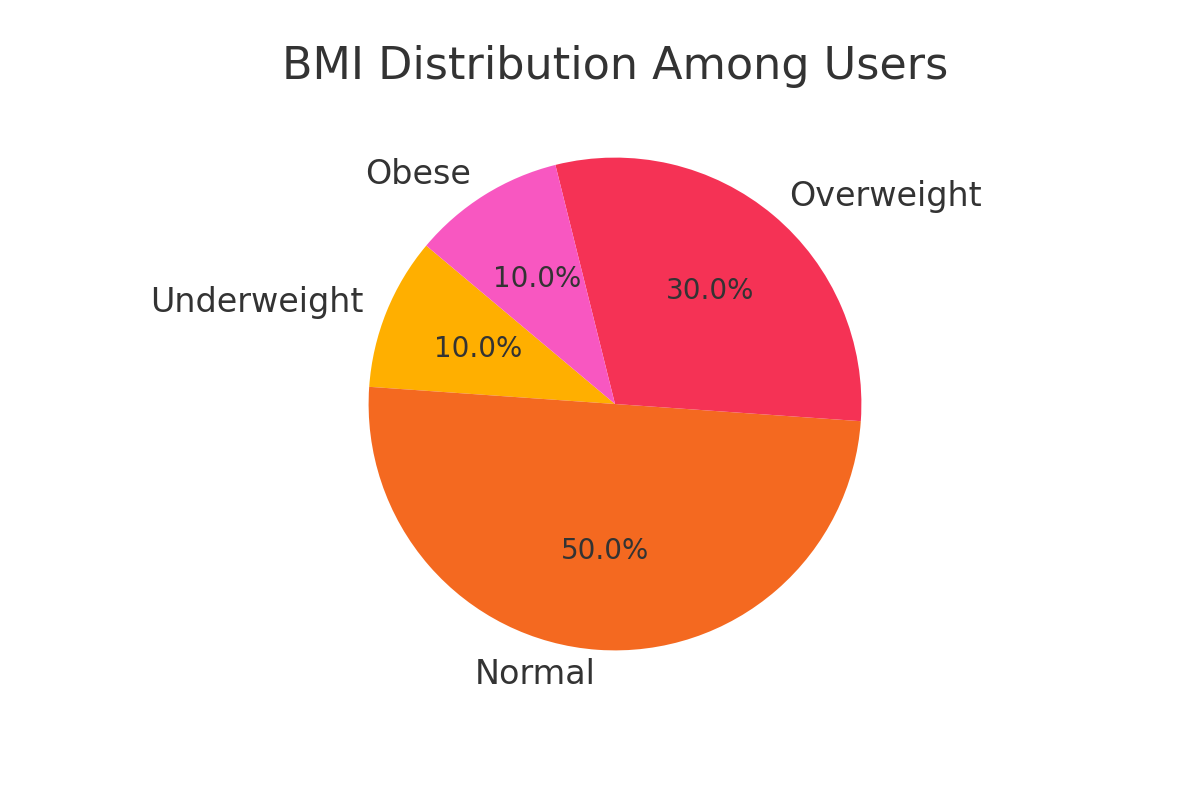 BMI Distribution Among Users
Obese
Overweight
10.0%
30.0%
Underweight
10.0%
50.0%
Normal